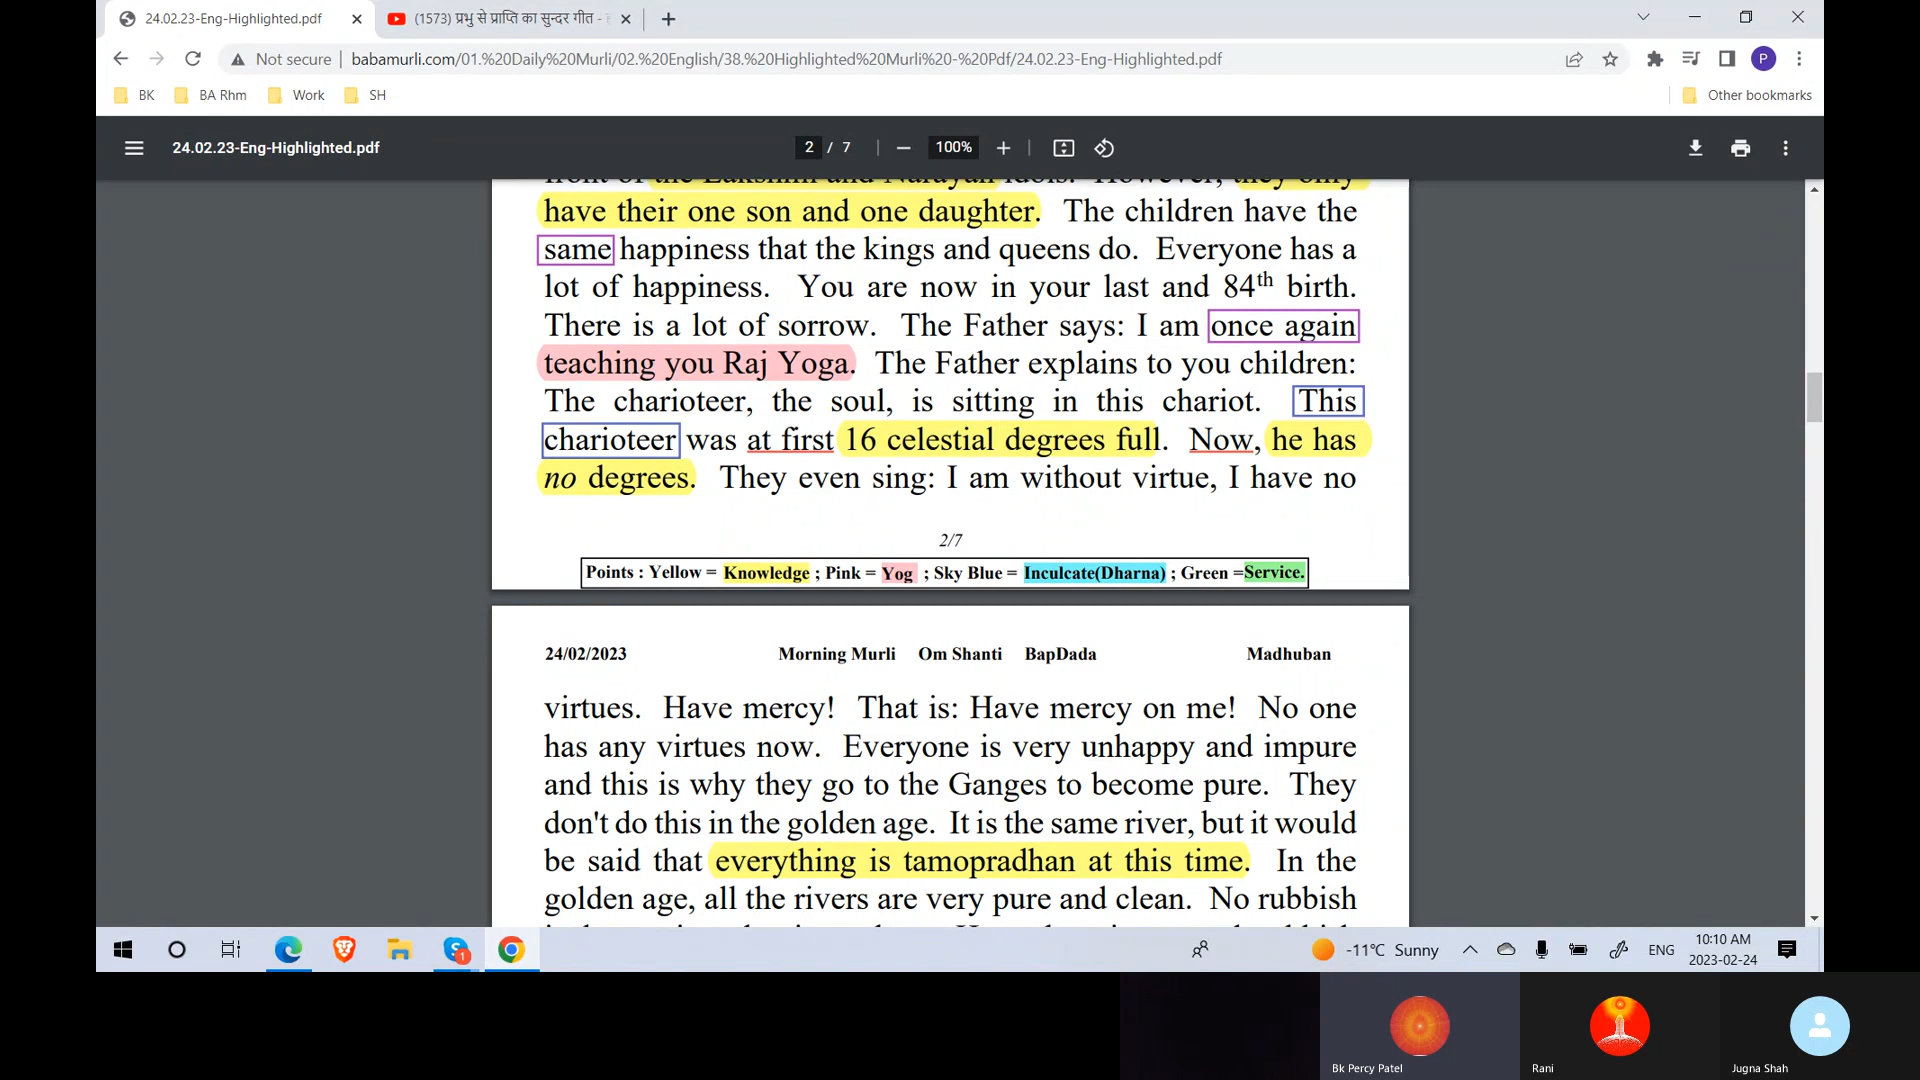 24.02.23-Eng-Highlighted.pdf
(1573) प्रभु से प्राप्ति का सुन्दर गीत -
Not secure
babamurli.com/01.%20Daily%20Murli/02.%20English/38.%20Highlighted%20Murli%20-%20Pdf/24.02.23-Eng-Highlighted.pdf
P
BK
BA Rhm
Work
SH
Other bookmarks
24.02.23-Eng-Highlighted.pdf
2 / 7
100%
front of the Lakshmi and Narayan idols. However, they only
have their one son and one daughter. The children have the
same happiness that the kings and queens do. Everyone has a
lot of happiness. You are now in your last and 84th birth.
There is a lot of sorrow. The Father says: I am once again
teaching you Raj Yoga. The Father explains to you children:
The charioteer, the soul, is sitting in this chariot. This
charioteer was at first 16 celestial degrees full. Now, he has
no degrees. They even sing: I am without virtue, I have no
2/7
Points : Yellow = Knowledge ; Pink = Yog ; Sky Blue = Inculcate(Dharna) ; Green =Service.
24/02/2023 Morning Murli Om Shanti BapDada Madhuban
virtues. Have mercy! That is: Have mercy on me! No one
has any virtues now. Everyone is very unhappy and impure
and this is why they go to the Ganges to become pure. They
don't do this in the golden age. It is the same river, but it would
be said that everything is tamopradhan at this time. In the
golden age, all the rivers are very pure and clean. No rubbish
1
-11°C Sunny
ENG
10:10 AM
2023-02-24
Bk Percy Patel
Rani
Jugna Shah